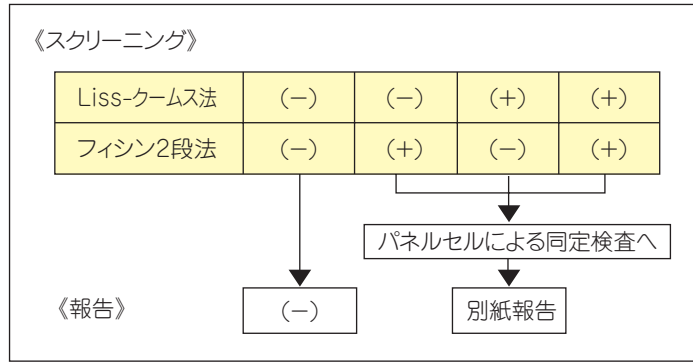 《スクリーニング》
Liss-クームス法 (−) (−) (+) (+)
フィシン2段法 (−) (+) (−) (+)
パネルセルによる同定検査へ
《報告》 (−) 別紙報告